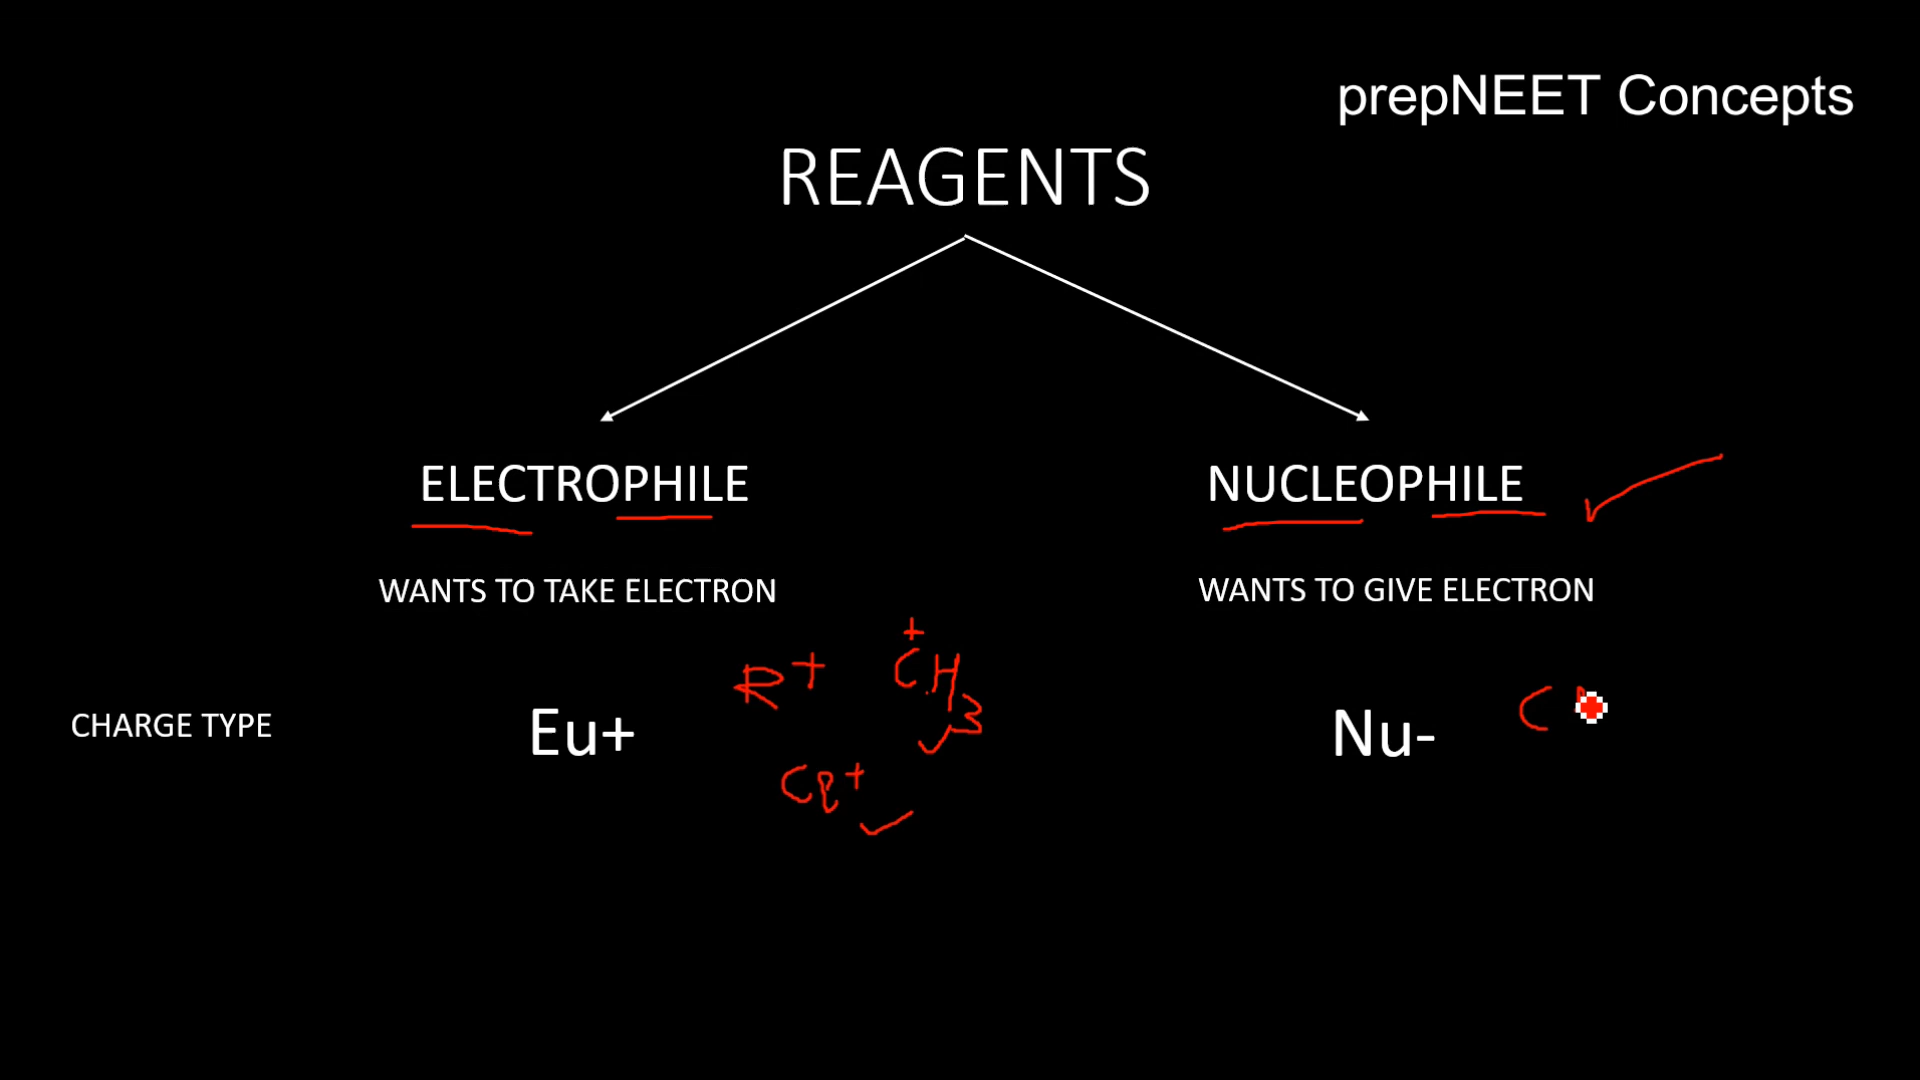 prepNEET Concepts
REAGENTS
ELECTROPHILE NUCLEOPHILE
WANTS TO TAKE ELECTRON WANTS TO GIVE ELECTRON
R+ +CH3
CHARGE TYPE Eu+ Nu- C
Cl+